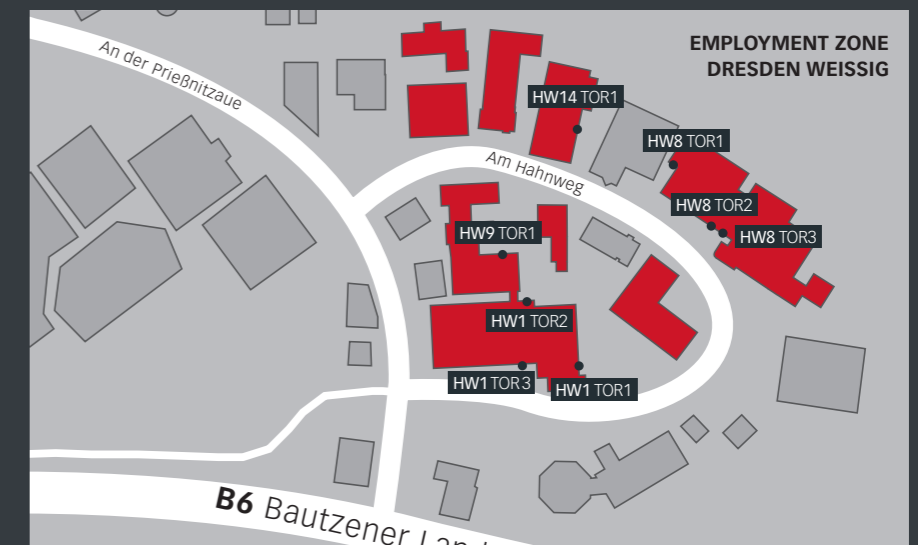 EMPLOYMENT ZONE
DRESDEN WEISSIG
An der Prießnitzaue
HW14 TOR1
HW8 TOR1
Am Hahnweg
HW8 TOR2
HW9 TOR1
HW8 TOR3
HW1 TOR2
HW1 TOR3
HW1 TOR1
B6 Bautzener